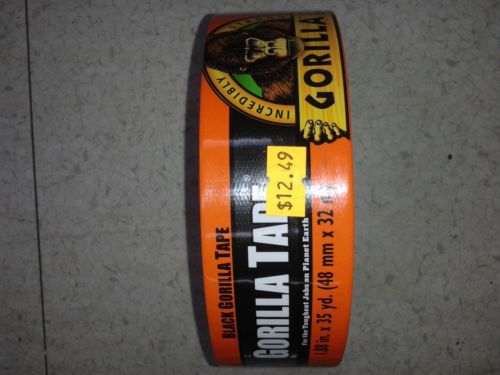 INCREDIBLY
GORILLA
$12.49
BLACK GORILLA TAPE
GORILLA TAPE
for the Toughest Jobs on Planet Earth
1.88 in. x 35 yd. (48 mm x 32